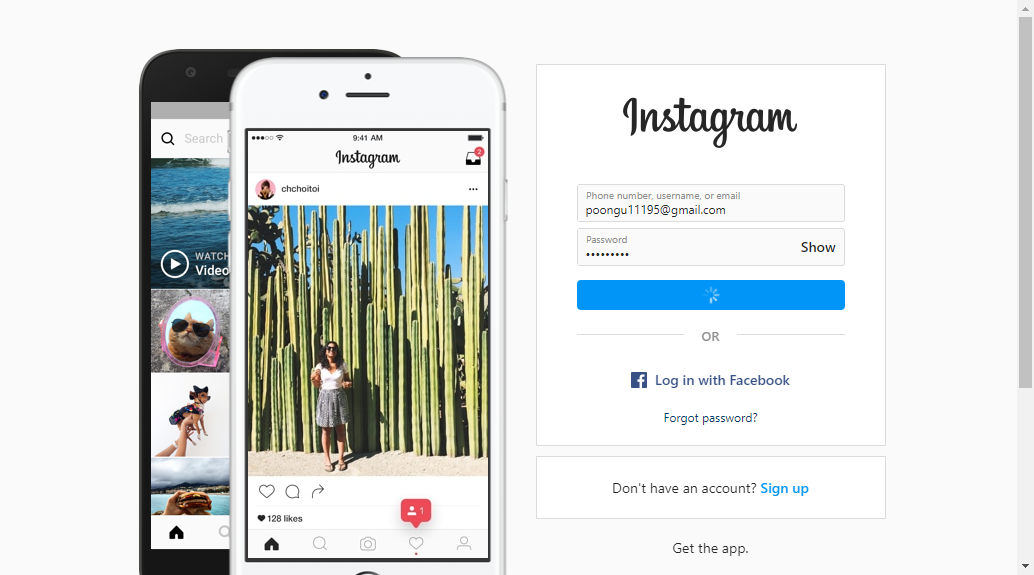 Search
WATCH
Video
9:41 AM
Instagram
2
chchoitoi
128 likes
1
Instagram
Phone number, username, or email
poongu11195@gmail.com
Password
•••••••••
Show
OR
Log in with Facebook
Forgot password?
Don't have an account? Sign up
Get the app.